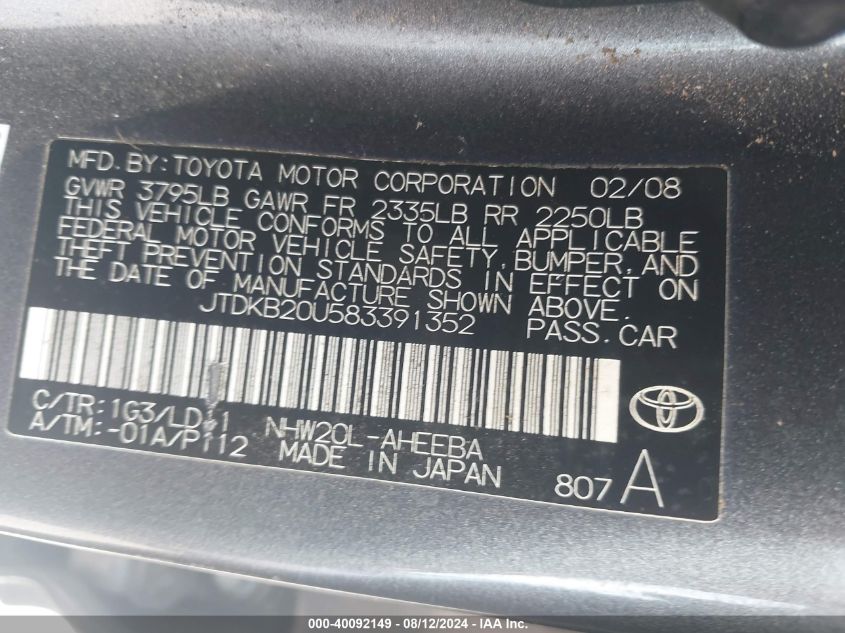 MFD. BY: TOYOTA MOTOR CORPORATION 02/08
GVWR 3795LB GAWR FR 2335LB RR 2250LB
THIS VEHICLE CONFORMS TO ALL APPLICABLE
FEDERAL MOTOR VEHICLE SAFETY, BUMPER, AND
THEFT PREVENTION STANDARDS IN EFFECT ON
THE DATE OF MANUFACTURE SHOWN ABOVE.
JTDKB20U583391352 PASS. CAR
C/TR: 1G3/LD11 NHW20L-AHEEBA
A/TM: -01A/P112 MADE IN JAPAN 807 A
000-40092149 - 08/12/2024 - IAA Inc.